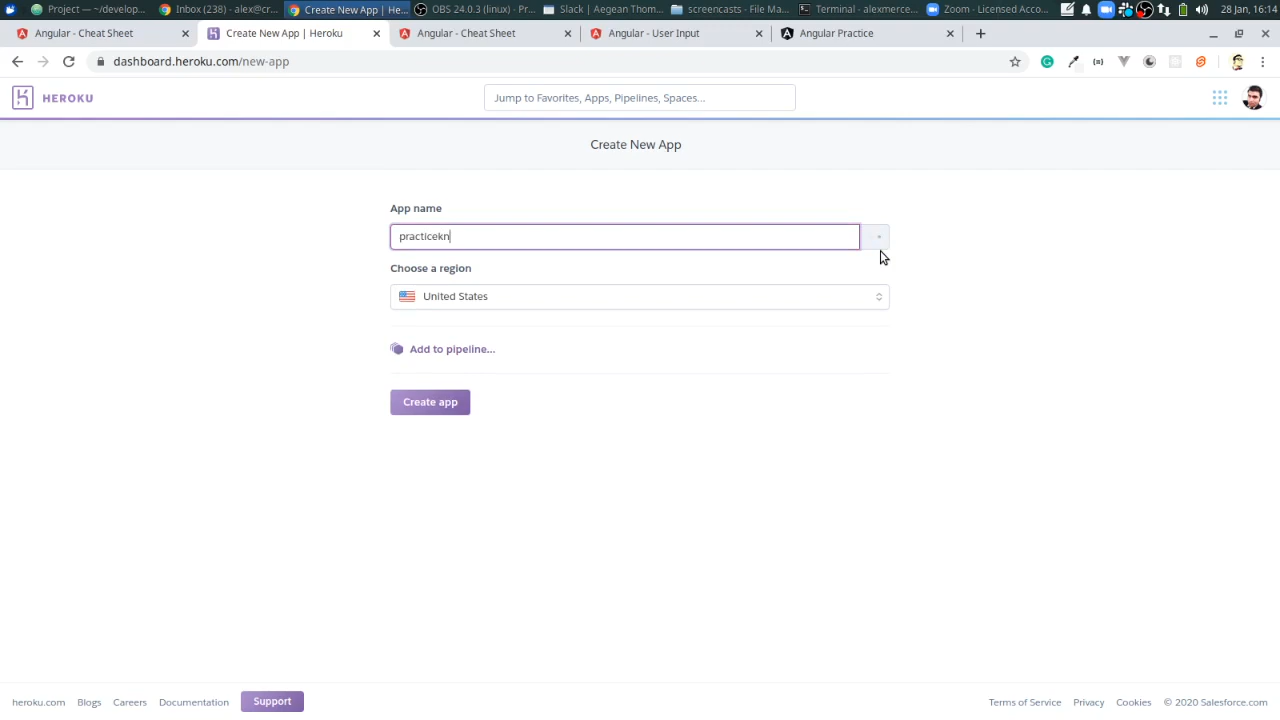 Project — ~/develop...
Inbox (238) - alex@cr...
Create New App | He...
OBS 24.0.3 (linux) - Pr...
Slack | Aegean Thom...
screencasts - File Ma...
Terminal - alexmerce...
Zoom - Licensed Acco...
28 Jan, 16:14
Angular - Cheat Sheet
Create New App | Heroku
Angular - Cheat Sheet
Angular - User Input
Angular Practice
dashboard.heroku.com/new-app
HEROKU
Jump to Favorites, Apps, Pipelines, Spaces...
Create New App
App name
practicekn
Choose a region
United States
Add to pipeline...
Create app
heroku.com Blogs Careers Documentation Support
Terms of Service Privacy Cookies © 2020 Salesforce.com